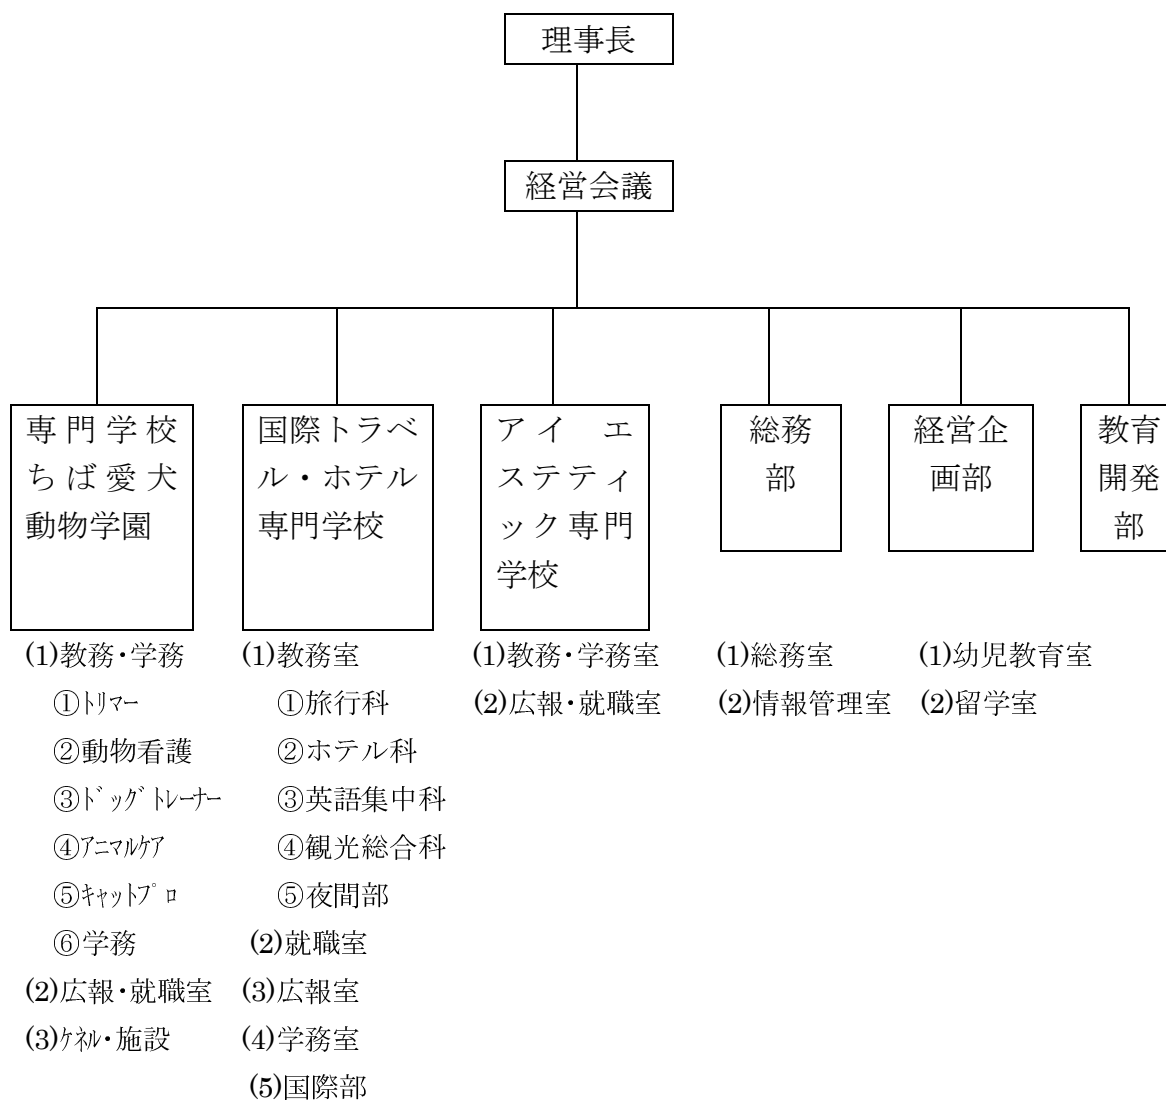 理事長
経営会議
専門学校
ちば愛犬
動物学園
国際トラベ
ル・ホテル
専門学校
アイ エ
ステティ
ック専門
学校
総務
部
経営企
画部
教育
開発
部
(1)教務・学務
①ﾄﾘﾏｰ
②動物看護
③ﾄﾞｯｸﾞﾄﾚｰﾅｰ
④ｱﾆﾏﾙｹｱ
⑤ｷｬｯﾄﾌﾟﾛ
⑥学務
(2)広報・就職室
(3)ｹﾈﾙ・施設
(1)教務室
①旅行科
②ホテル科
③英語集中科
④観光総合科
⑤夜間部
(2)就職室
(3)広報室
(4)学務室
(5)国際部
(1)教務・学務室
(2)広報・就職室
(1)総務室
(2)情報管理室
(1)幼児教育室
(2)留学室